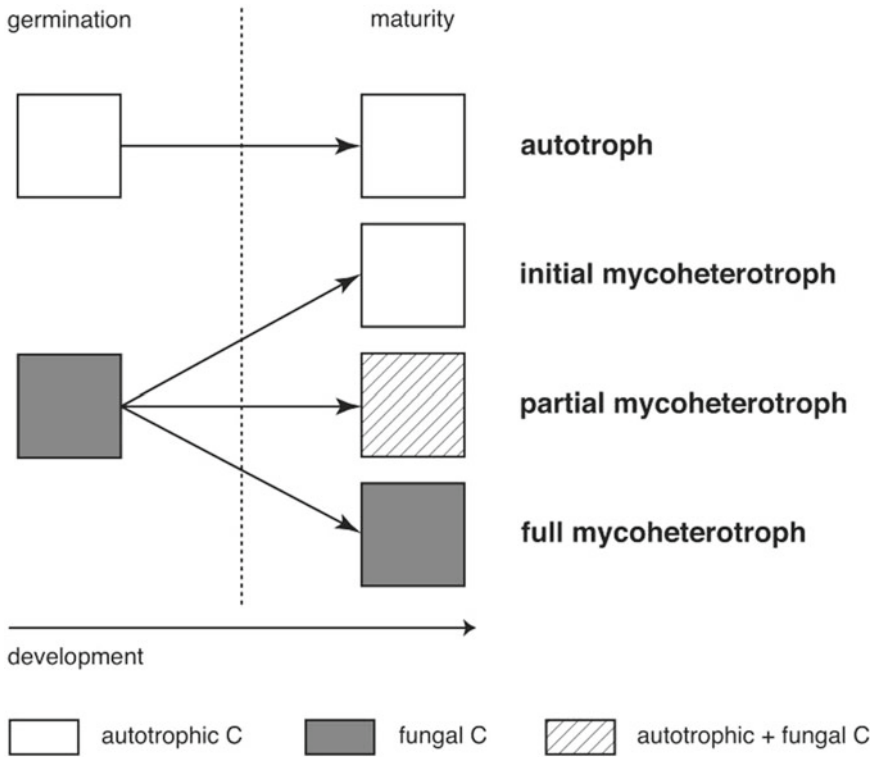 germination
maturity
autotroph
initial mycoheterotroph
partial mycoheterotroph
full mycoheterotroph
development
autotrophic C
fungal C
autotrophic + fungal C